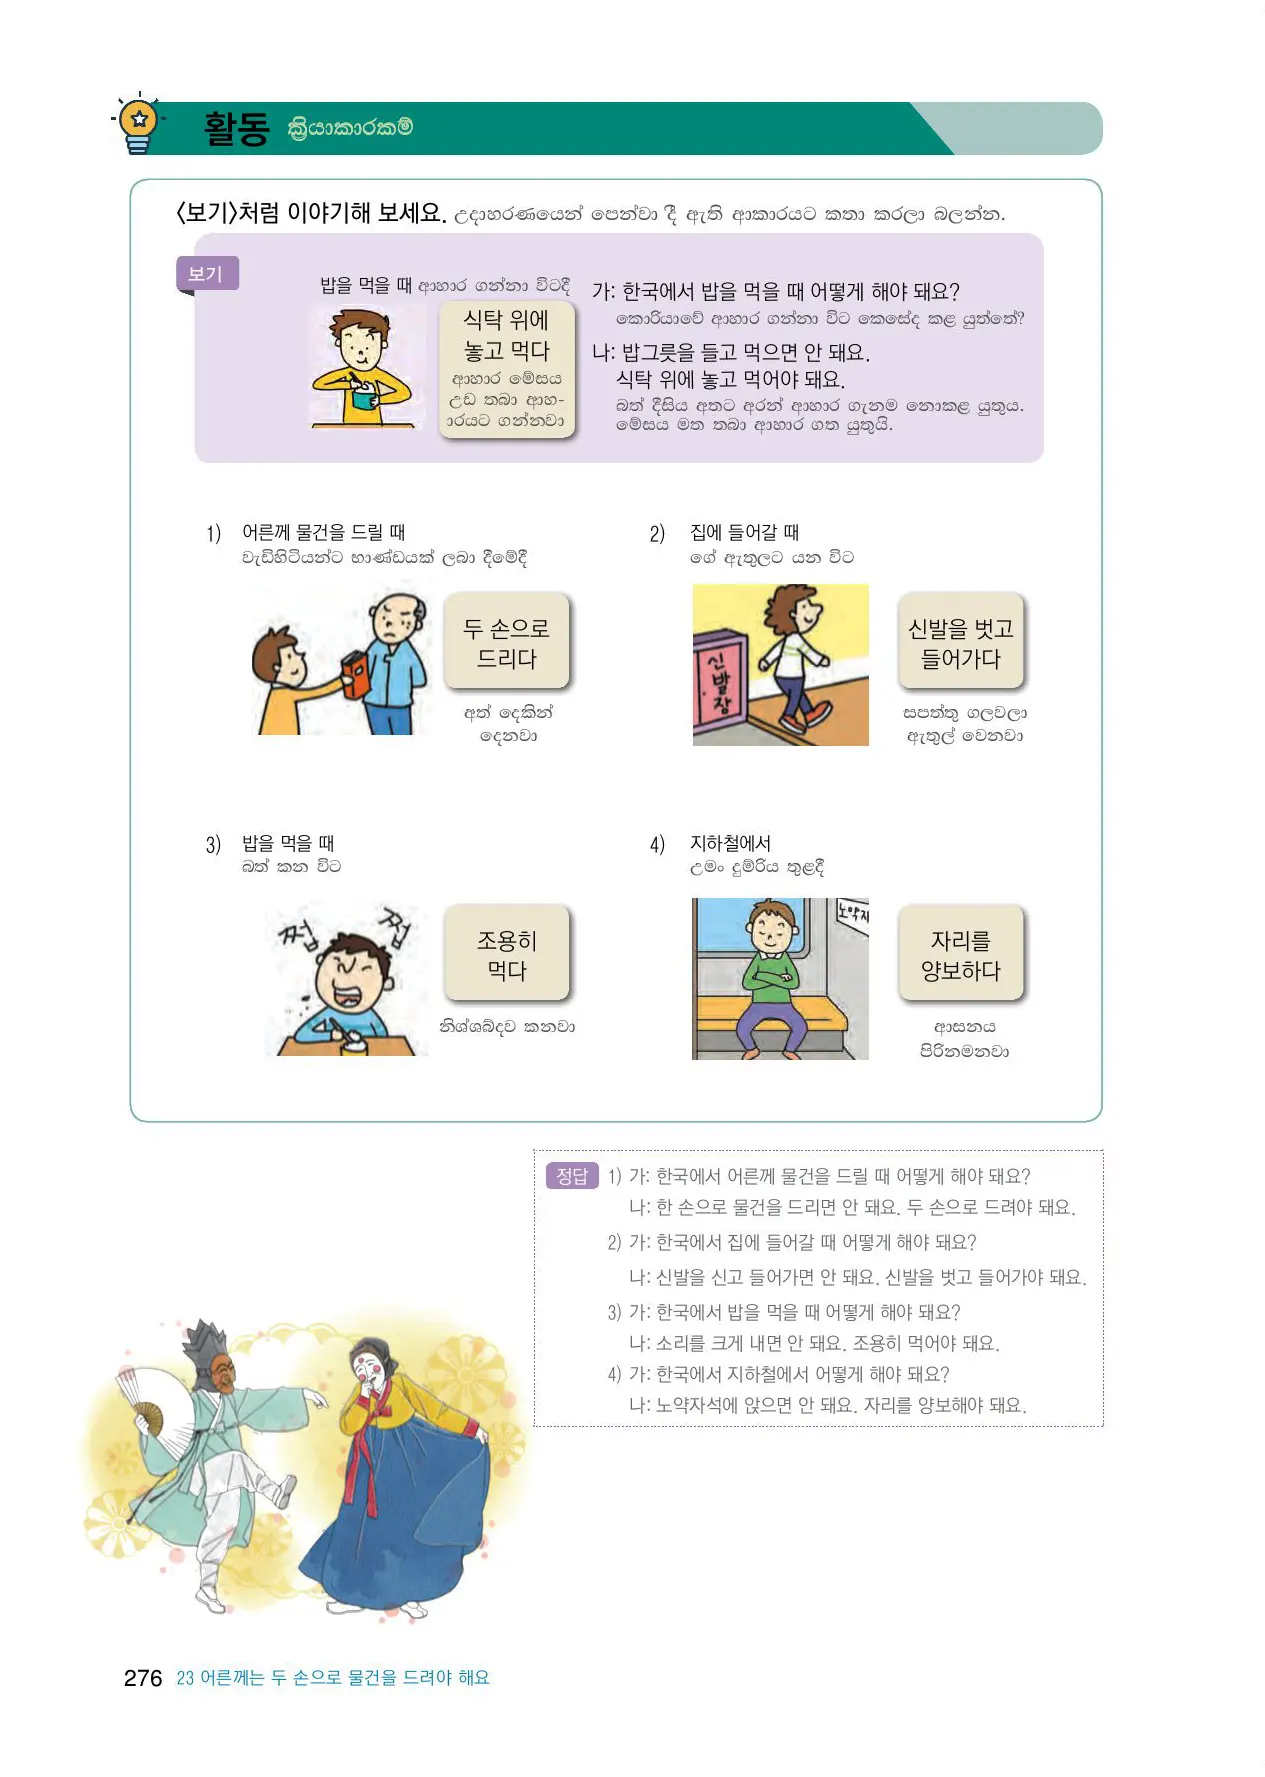 활동 ක්‍රියාකාරකම්
<보기>처럼 이야기해 보세요. උදාහරණයෙන් පෙන්වා දී ඇති ආකාරයට කතා කරලා බලන්න.
보기
밥을 먹을 때 ආහාර ගන්නා විටදී
식탁 위에
놓고 먹다
ආහාර මේසය
උඩ තබා ආහ-
ාරයට ගන්නවා
가: 한국에서 밥을 먹을 때 어떻게 해야 돼요?
කොරියාවේ ආහාර ගන්නා විට කෙසේද කළ යුත්තේ?
나: 밥그릇을 들고 먹으면 안 돼요.
식탁 위에 놓고 먹어야 돼요.
බත් දීසිය අතට අරන් ආහාර ගැනම නොකළ යුතුය.
මේසය මත තබා ආහාර ගත යුතුයි.
1) 어른께 물건을 드릴 때
වැඩිහිටියන්ට භාණ්ඩයක් ලබා දීමේදී
두 손으로
드리다
අත් දෙකින්
දෙනවා
2) 집에 들어갈 때
ගේ ඇතුලට යන විට
신발장
신발을 벗고
들어가다
සපත්තු ගලවලා
ඇතුල් වෙනවා
3) 밥을 먹을 때
බත් කන විට
쩝 쩝
조용히
먹다
නිශ්ශබ්දව කනවා
4) 지하철에서
උමං දුම්රිය තුළදී
노약자
자리를
양보하다
ආසනය
පිරිනමනවා
정답 1) 가: 한국에서 어른께 물건을 드릴 때 어떻게 해야 돼요?
나: 한 손으로 물건을 드리면 안 돼요. 두 손으로 드려야 돼요.
2) 가: 한국에서 집에 들어갈 때 어떻게 해야 돼요?
나: 신발을 신고 들어가면 안 돼요. 신발을 벗고 들어가야 돼요.
3) 가: 한국에서 밥을 먹을 때 어떻게 해야 돼요?
나: 소리를 크게 내면 안 돼요. 조용히 먹어야 돼요.
4) 가: 한국에서 지하철에서 어떻게 해야 돼요?
나: 노약자석에 앉으면 안 돼요. 자리를 양보해야 돼요.
276 23 어른께는 두 손으로 물건을 드려야 해요